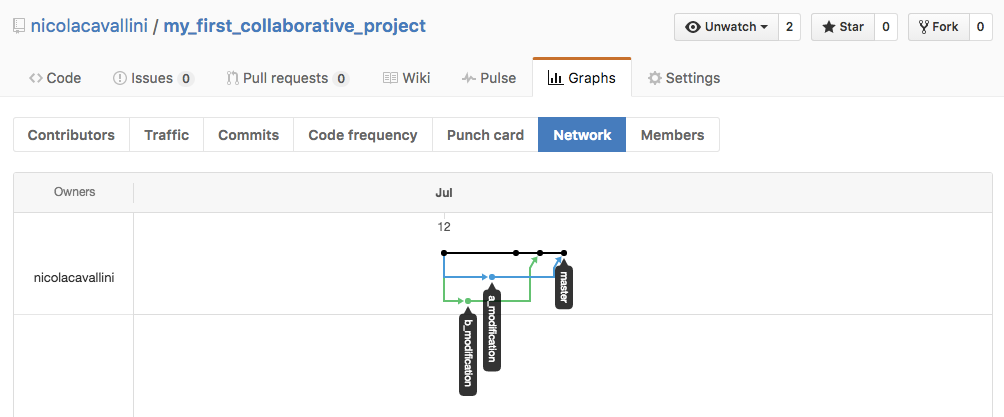 nicolacavallini / my_first_collaborative_project
Unwatch 2 Star 0 Fork 0
Code Issues 0 Pull requests 0 Wiki Pulse Graphs Settings
Contributors Traffic Commits Code frequency Punch card Network Members
Owners Jul
12
nicolacavallini
master
a_modification
b_modification